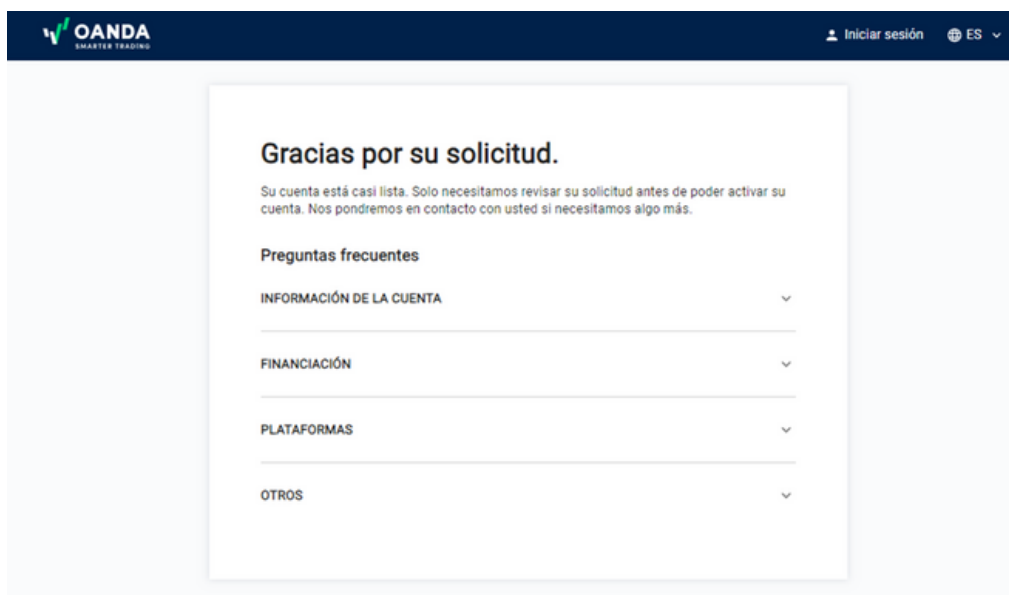 OANDA
SMARTER TRADING
Iniciar sesión
ES
Gracias por su solicitud.
Su cuenta está casi lista. Solo necesitamos revisar su solicitud antes de poder activar su
cuenta. Nos pondremos en contacto con usted si necesitamos algo más.
Preguntas frecuentes
INFORMACIÓN DE LA CUENTA
FINANCIACIÓN
PLATAFORMAS
OTROS